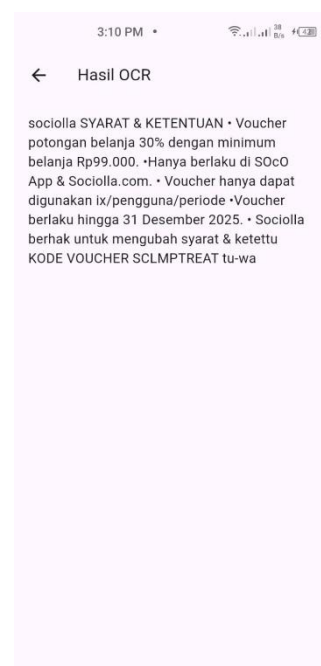 3:10 PM •
38 B/s
Hasil OCR
sociolla SYARAT & KETENTUAN • Voucher
potongan belanja 30% dengan minimum
belanja Rp99.000. •Hanya berlaku di SOcO
App & Sociolla.com. • Voucher hanya dapat
digunakan ix/pengguna/periode •Voucher
berlaku hingga 31 Desember 2025. • Sociolla
berhak untuk mengubah syarat & ketettu
KODE VOUCHER SCLMPTREAT tu-wa